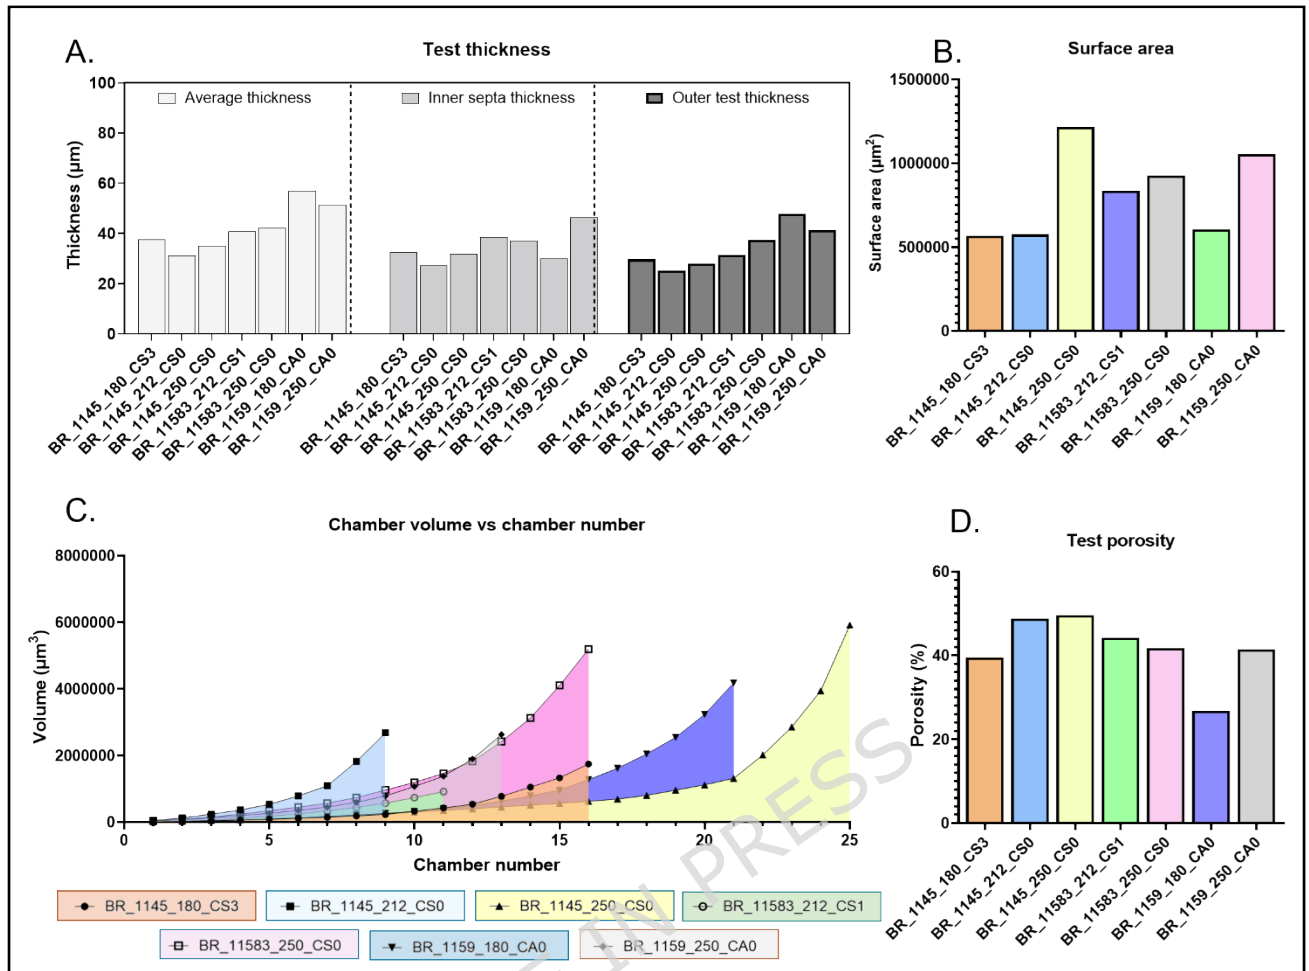 A.
Test thickness
Average thickness
Inner septa thickness
Outer test thickness
Thickness (µm)
100
80
60
40
20
0
BR_1145_180_CS3
BR_1145_212_CS0
BR_1145_250_CS0
BR_11583_212_CS1
BR_11583_250_CS0
BR_1159_180_CA0
BR_1159_250_CA0
BR_1145_180_CS3
BR_1145_212_CS0
BR_1145_250_CS0
BR_11583_212_CS1
BR_11583_250_CS0
BR_1159_180_CA0
BR_1159_250_CA0
BR_1145_180_CS3
BR_1145_212_CS0
BR_1145_250_CS0
BR_11583_212_CS1
BR_11583_250_CS0
BR_1159_180_CA0
BR_1159_250_CA0
B.
Surface area
Surface area (µm²)
1500000
1000000
500000
0
BR_1145_180_CS3
BR_1145_212_CS0
BR_1145_250_CS0
BR_11583_212_CS1
BR_11583_250_CS0
BR_1159_180_CA0
BR_1159_250_CA0
C.
Chamber volume vs chamber number
Volume (µm³)
8000000
6000000
4000000
2000000
0
0
5
10
15
20
25
Chamber number
BR_1145_180_CS3
BR_1145_212_CS0
BR_1145_250_CS0
BR_11583_212_CS1
BR_11583_250_CS0
BR_1159_180_CA0
BR_1159_250_CA0
D.
Test porosity
Porosity (%)
60
40
20
0
BR_1145_180_CS3
BR_1145_212_CS0
BR_1145_250_CS0
BR_11583_212_CS1
BR_11583_250_CS0
BR_1159_180_CA0
BR_1159_250_CA0
IN PRESS